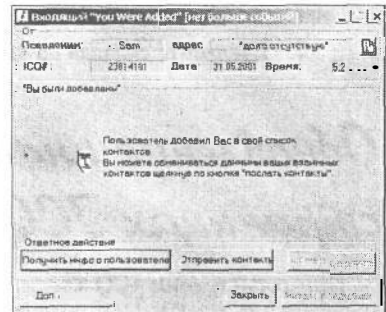 Входящий "You Were Added" [нет больше событий]
От
Псевдоним: Sam адрес "долго отсутствую"
ICQ#: Дата 31.05.2001 Время:
"Вы были добавлены"
Пользователь добавил Вас в свой список
контактов
Вы можете обмениваться данными ваших взаимных
контактов щелкнув по кнопке "послать контакты".
Ответное действие
Получить инфо о пользователе Отправить контакты
Доп. Закрыть